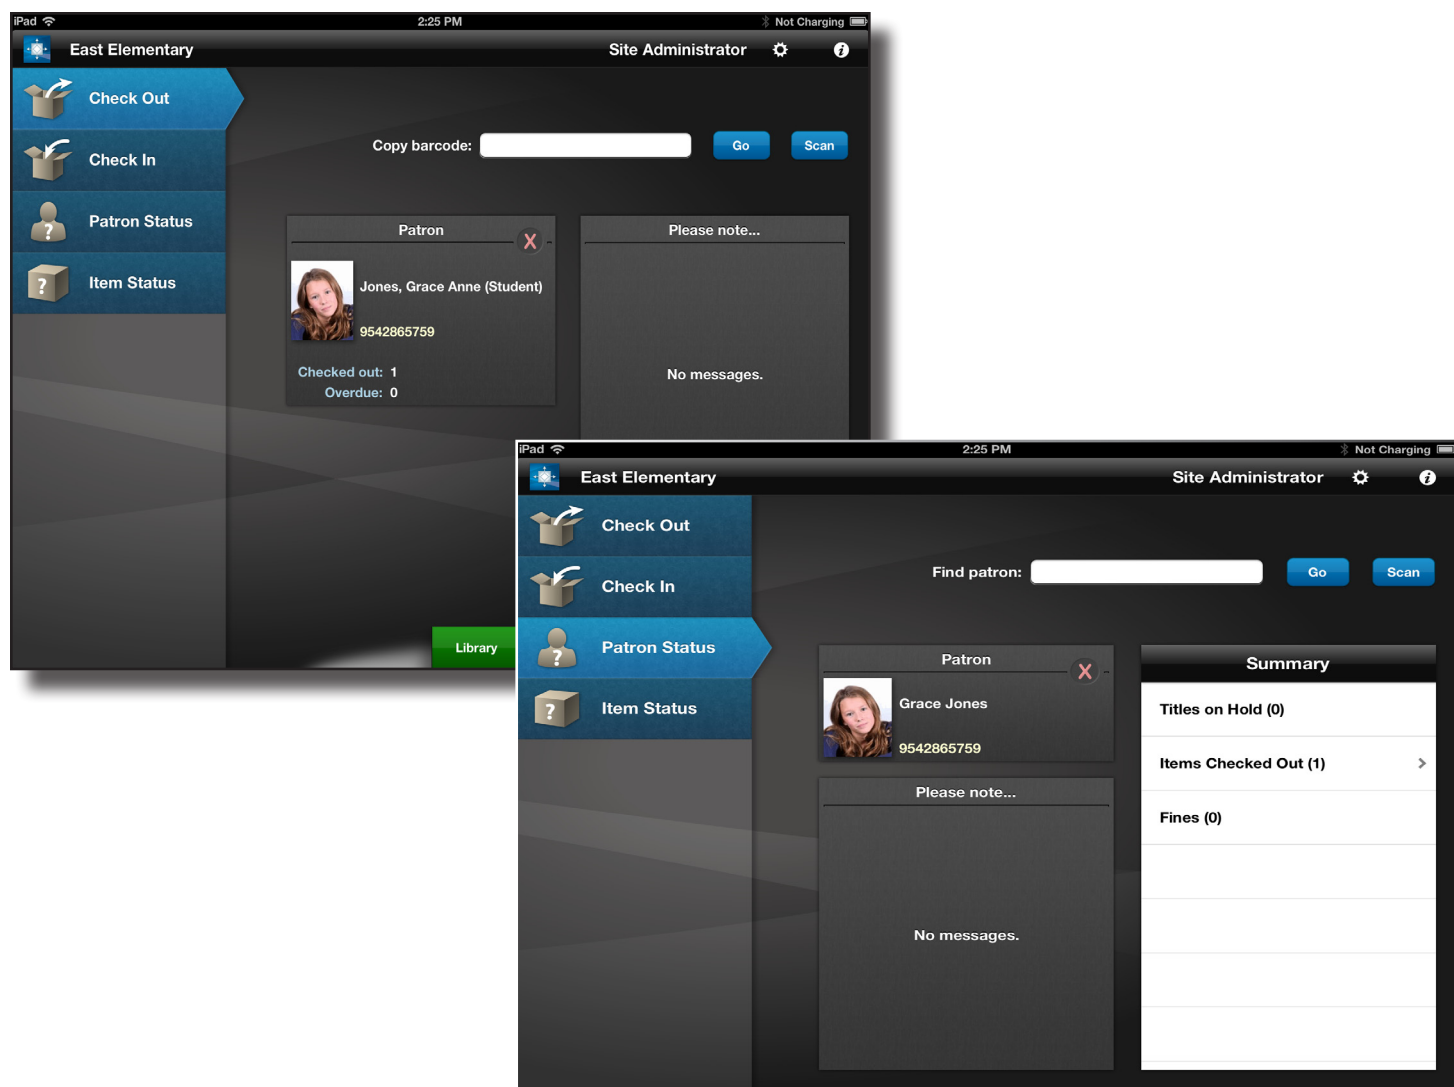 iPad 2:25 PM Not Charging
East Elementary Site Administrator
Check Out
Check In
Patron Status
Item Status
Copy barcode: Go Scan
Patron
X
Jones, Grace Anne (Student)
9542865759
Checked out: 1
Overdue: 0
Please note...
No messages.
Library
iPad 2:25 PM Not Charging
East Elementary Site Administrator
Check Out
Check In
Patron Status
Item Status
Find patron: Go Scan
Patron
X
Grace Jones
9542865759
Please note...
No messages.
Summary
Titles on Hold (0)
Items Checked Out (1)
Fines (0)